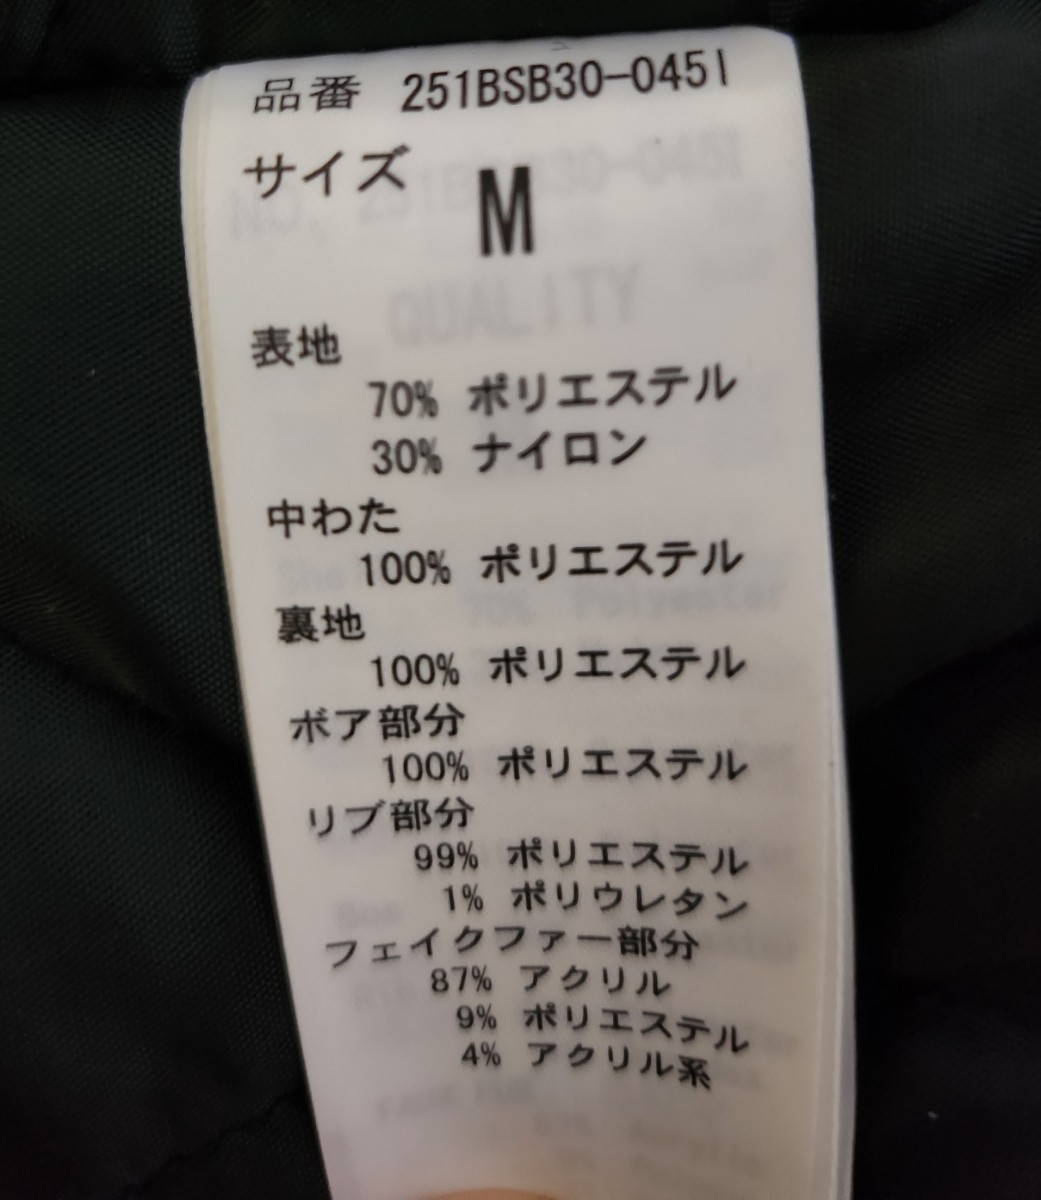 品番 251BSB30-0451
サイズ
M
表地
70% ポリエステル
30% ナイロン
中わた
100% ポリエステル
裏地
100% ポリエステル
ボア部分
100% ポリエステル
リブ部分
99% ポリエステル
1% ポリウレタン
フェイクファー部分
87% アクリル
9% ポリエステル
4% アクリル系